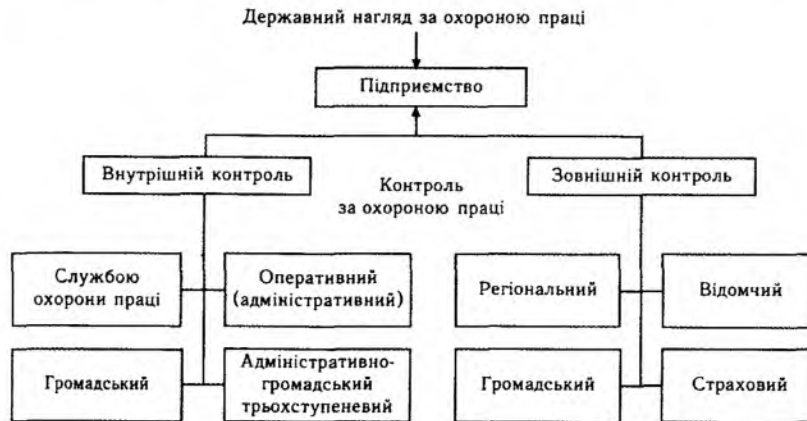 Державний нагляд за охороною праці
Підприємство
Внутрішній контроль
Зовнішній контроль
Контроль
за охороною праці
Службою
охорони праці
Оперативний
(адміністративний)
Регіональний
Відомчий
Громадський
Адміністративно-
громадський
трьохступеневий
Громадський
Страховий